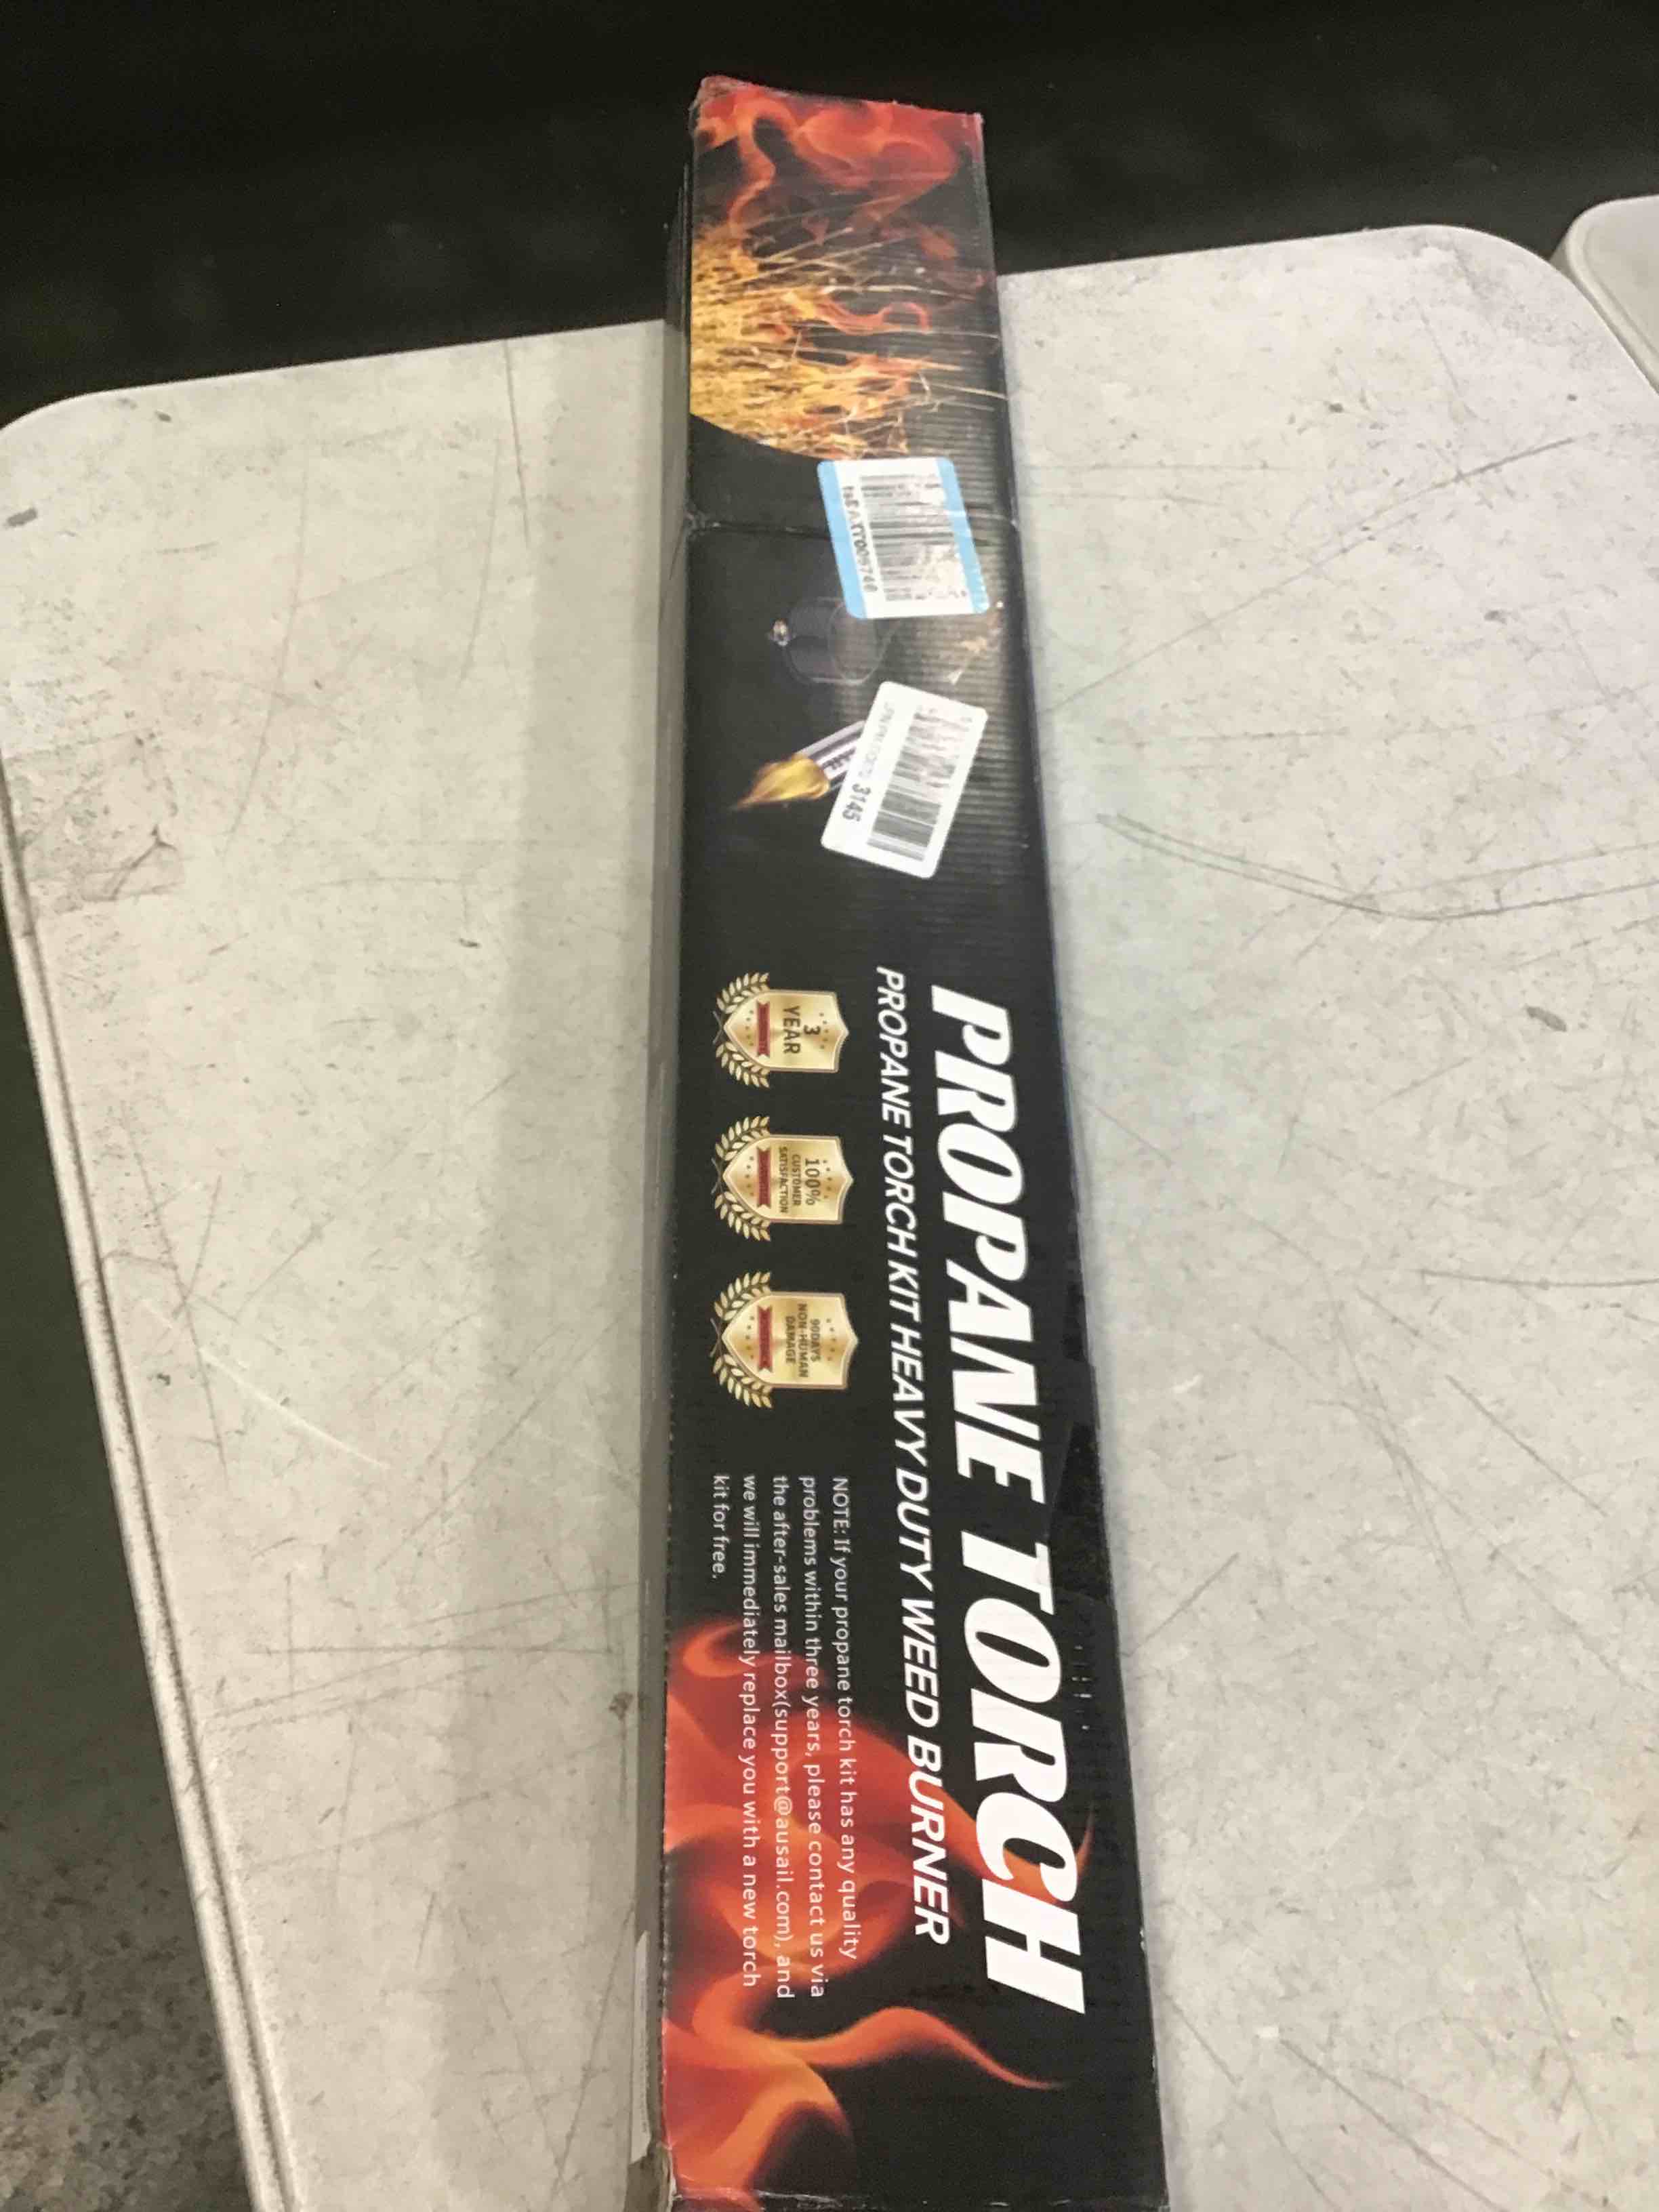 PROPANE TORCH
PROPANE TORCH KIT HEAVY DUTY WEED BURNER
3
YEAR
100%
CUSTOMER
SATISFACTION
90DAYS
NON-HUMAN
DAMAGE
NOTE: If your propane torch kit has any quality
problems within three years, please contact us via
the after-sales mailbox(support@ausail.com), and
we will immediately replace you with a new torch
kit for free.
3145